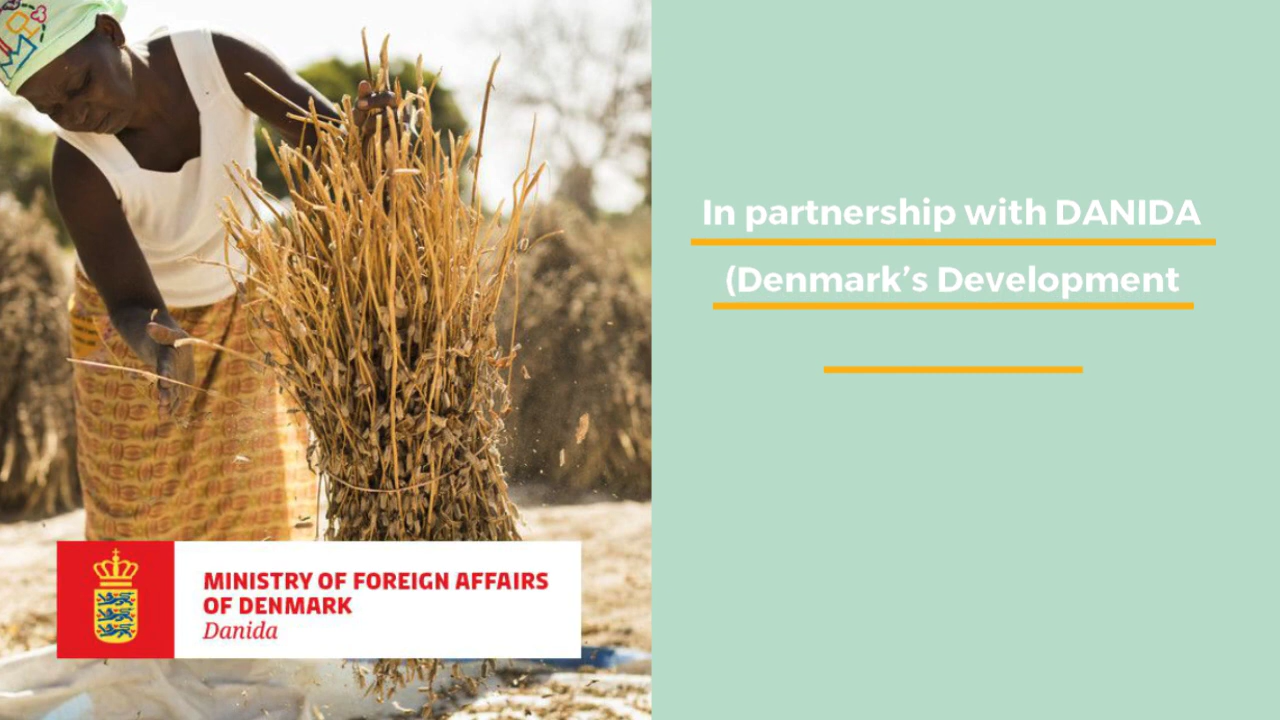 In partnership with DANIDA
(Denmark’s Development
MINISTRY OF FOREIGN AFFAIRS
OF DENMARK
Danida